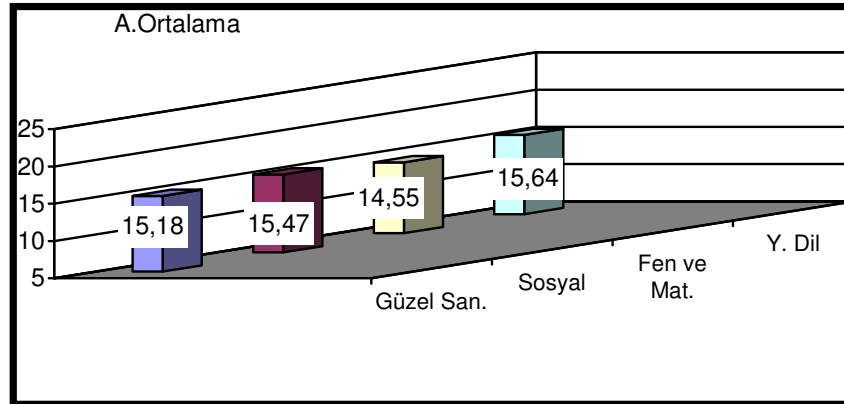 A.Ortalama
25
20
15
10
5
15,18
15,47
14,55
15,64
Güzel San.
Sosyal
Fen ve
Mat.
Y. Dil